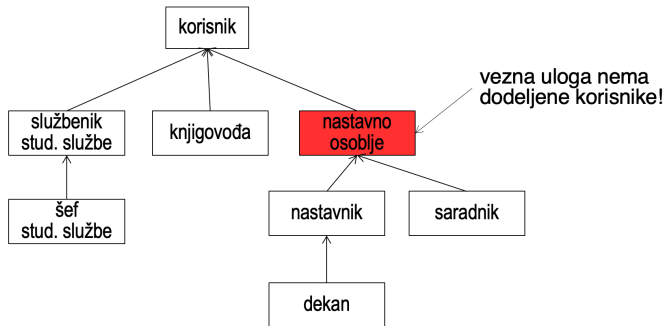 korisnik
vezna uloga nema
dodeljene korisnike!
službenik
stud. službe
knjigovođa
nastavno
osoblje
šef
stud. službe
nastavnik
saradnik
dekan